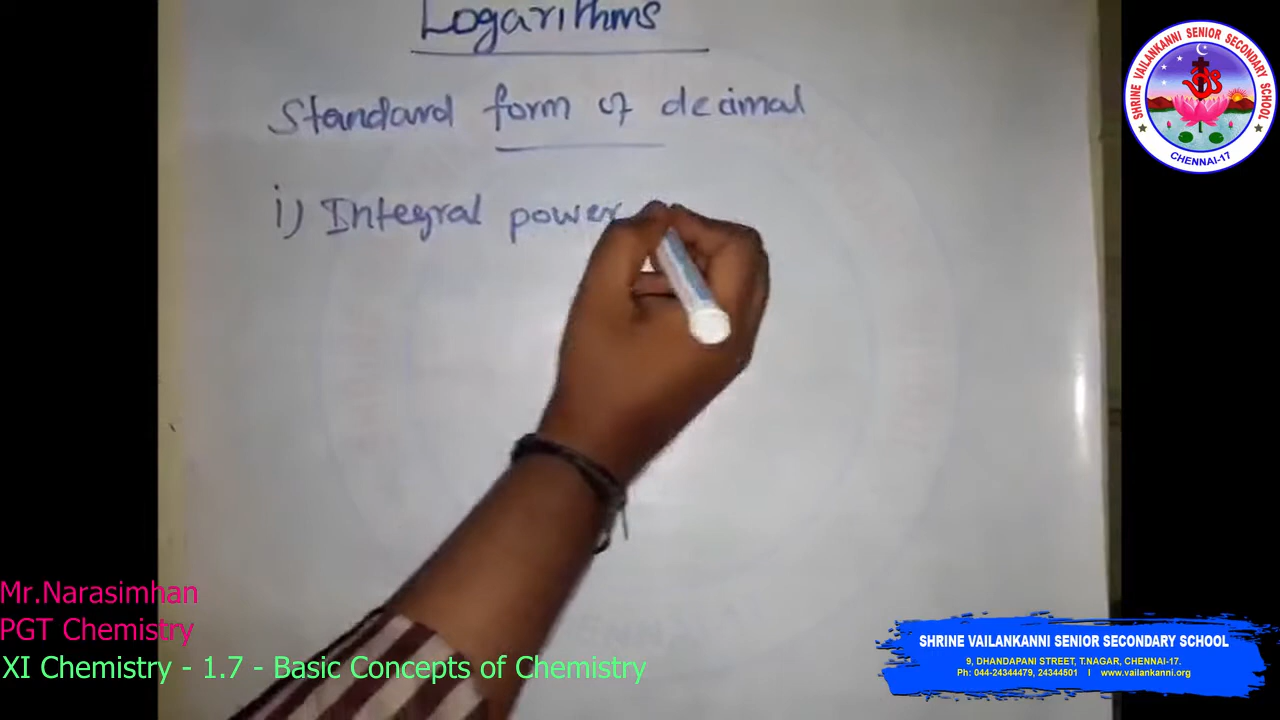 Logarithms
Standard form of decimal
i) Integral power
SHRINE VAILANKANNI SENIOR SECONDARY SCHOOL
CHENNAI-17
Mr.Narasimhan
PGT Chemistry
XI Chemistry - 1.7 - Basic Concepts of Chemistry
SHRINE VAILANKANNI SENIOR SECONDARY SCHOOL
9, DHANDAPANI STREET, T.NAGAR, CHENNAI-17.
Ph: 044-24344479, 24344501 I www.vailankanni.org